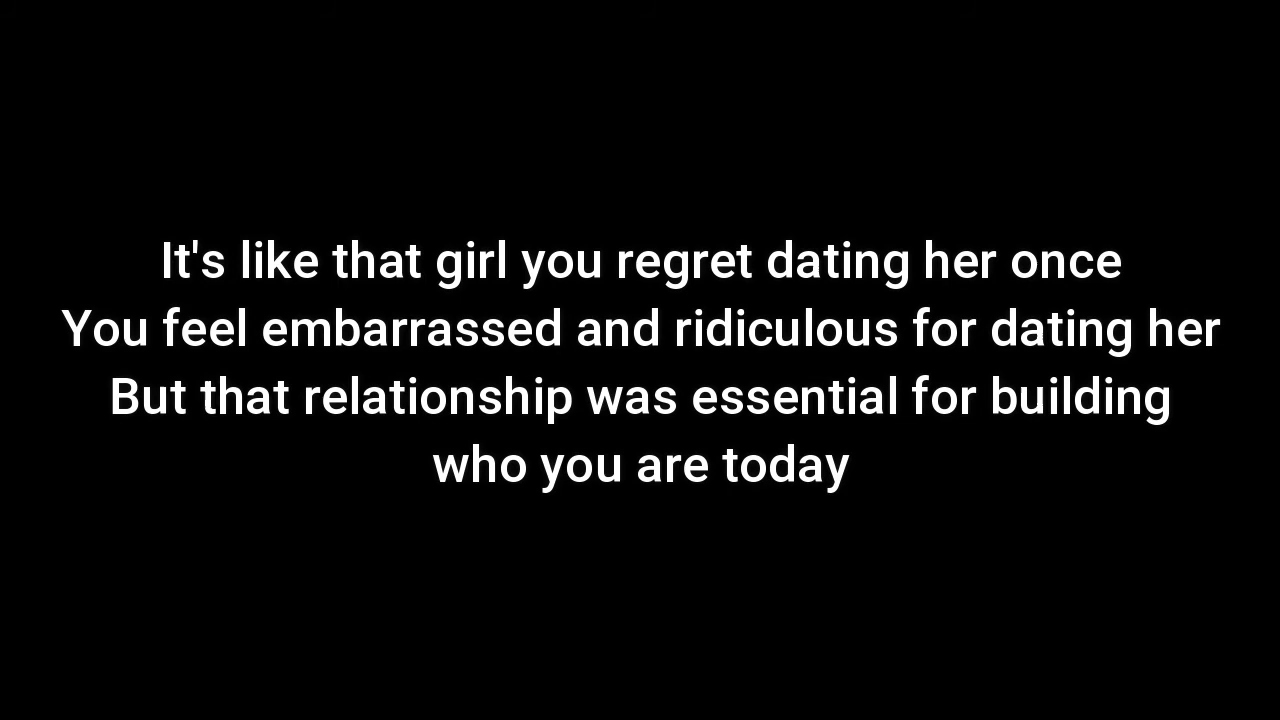 It's like that girl you regret dating her once
You feel embarrassed and ridiculous for dating her
But that relationship was essential for building
who you are today